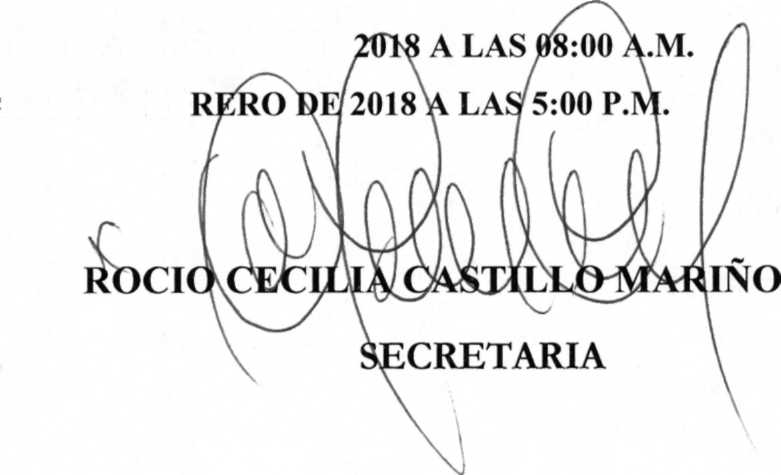 2018 A LAS 08:00 A.M.
RERO DE 2018 A LAS 5:00 P.M.
ROCIO CECILIA CASTILLO MARIÑO
SECRETARIA